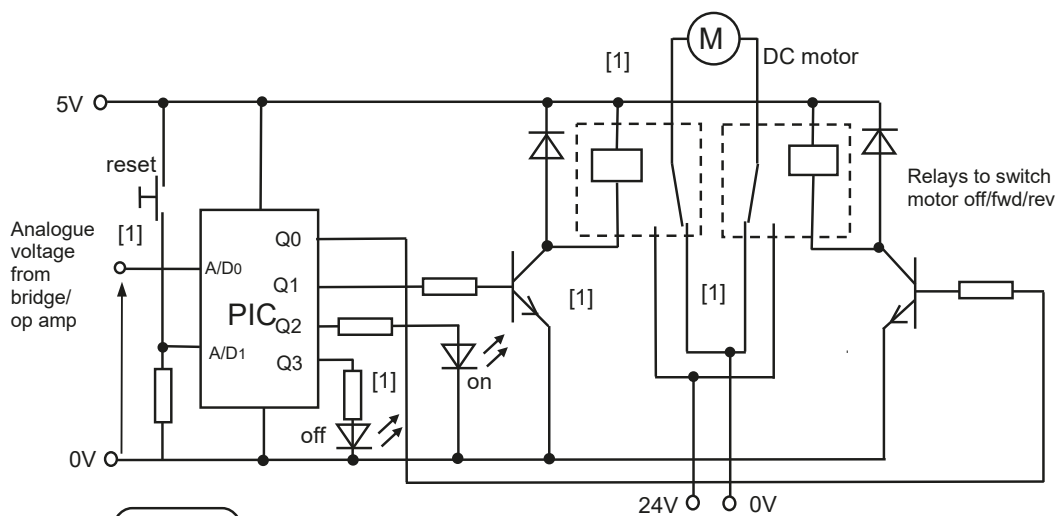 M
[1]
DC motor
5V
reset
Relays to switch
motor off/fwd/rev
Analogue
voltage
from
bridge/
op amp
[1]
Q0
A/D0
Q1
[1]
[1]
PIC
Q2
A/D1
Q3
[1]
on
off
0V
24V
0V